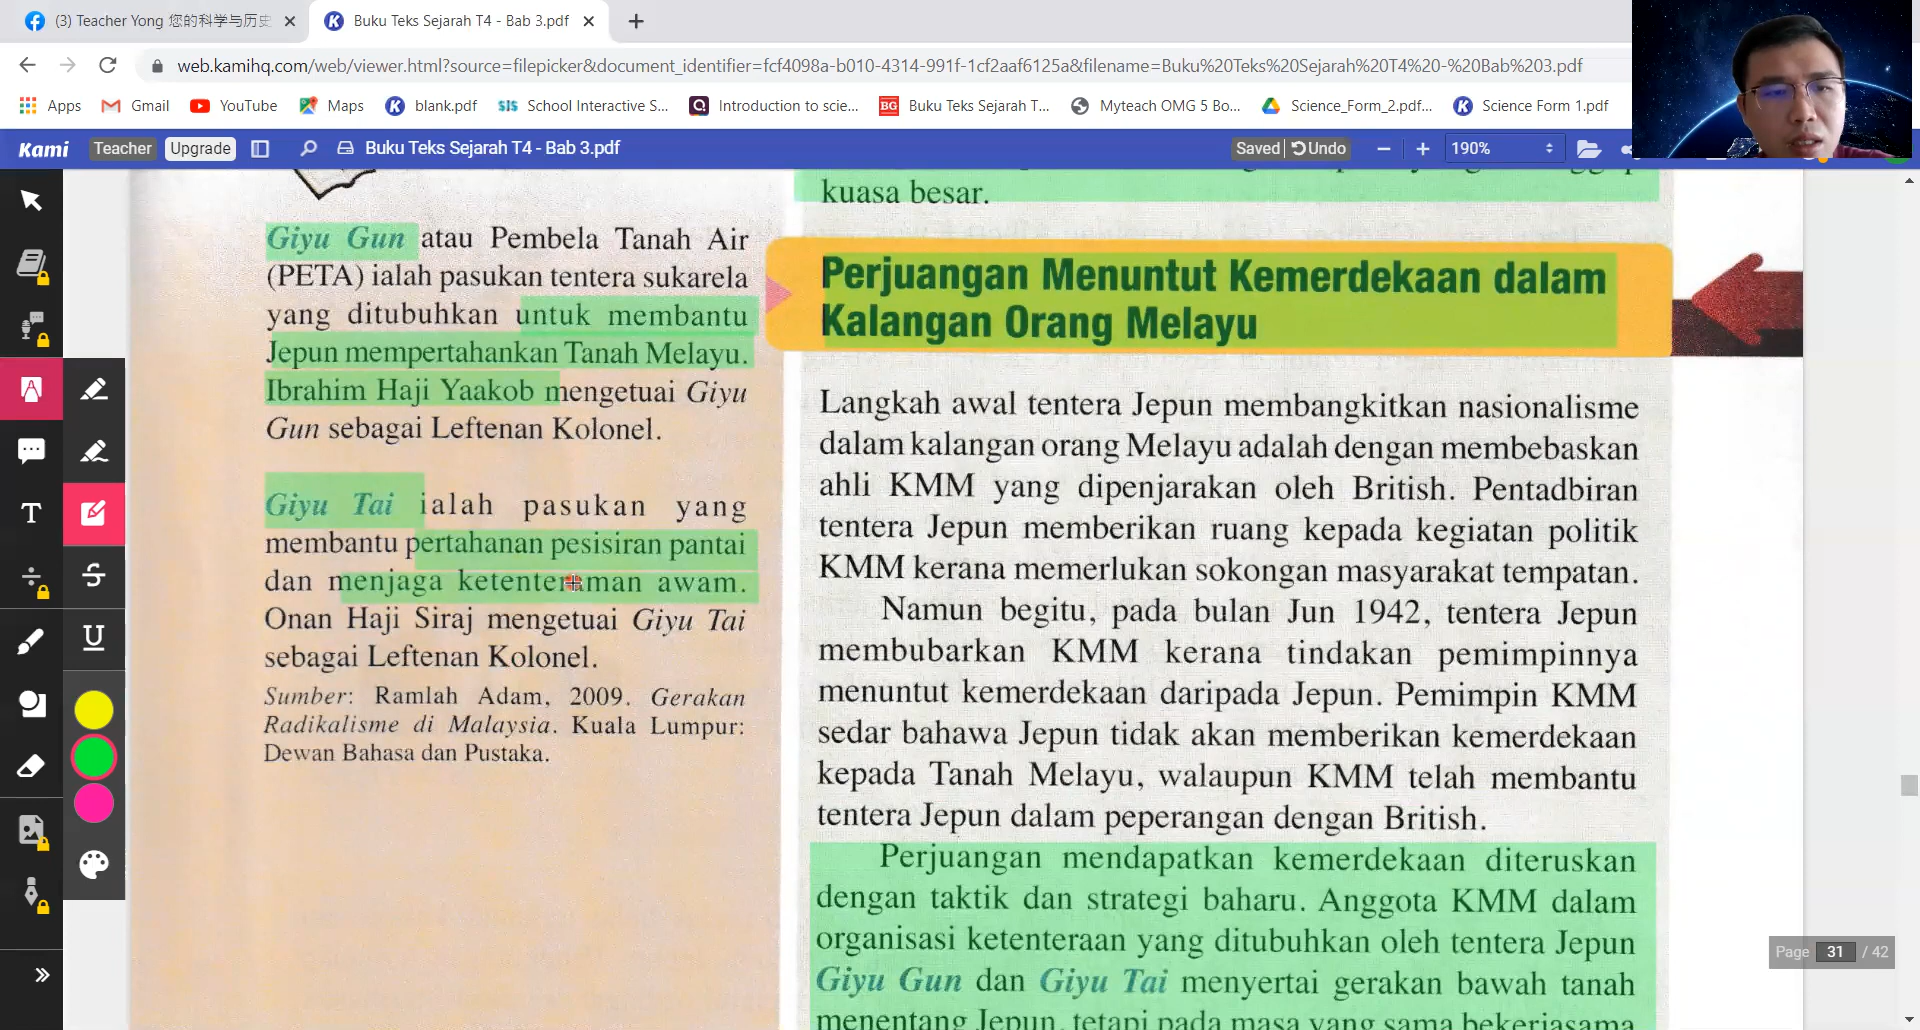 (3) Teacher Yong 您的科学与历史
Buku Teks Sejarah T4 - Bab 3.pdf
web.kamihq.com/web/viewer.html?source=filepicker&document_identifier=fcf4098a-b010-4314-991f-1cf2aaf6125a&filename=Buku%20Teks%20Sejarah%20T4%20-%20Bab%203.pdf
Apps Gmail YouTube Maps blank.pdf School Interactive S... Introduction to scie... Buku Teks Sejarah T... Myteach OMG 5 Bo... Science_Form_2.pdf... Science Form 1.pdf
Kami Teacher Upgrade Buku Teks Sejarah T4 - Bab 3.pdf Saved Undo 190%
Giyu Gun atau Pembela Tanah Air
(PETA) ialah pasukan tentera sukarela
yang ditubuhkan untuk membantu
Jepun mempertahankan Tanah Melayu.
Ibrahim Haji Yaakob mengetuai Giyu
Gun sebagai Leftenan Kolonel.
Giyu Tai ialah pasukan yang
membantu pertahanan pesisiran pantai
dan menjaga ketenteraman awam.
Onan Haji Siraj mengetuai Giyu Tai
sebagai Leftenan Kolonel.
Sumber: Ramlah Adam, 2009. Gerakan
Radikalisme di Malaysia. Kuala Lumpur:
Dewan Bahasa dan Pustaka.
kuasa besar.
Perjuangan Menuntut Kemerdekaan dalam
Kalangan Orang Melayu
Langkah awal tentera Jepun membangkitkan nasionalisme
dalam kalangan orang Melayu adalah dengan membebaskan
ahli KMM yang dipenjarakan oleh British. Pentadbiran
tentera Jepun memberikan ruang kepada kegiatan politik
KMM kerana memerlukan sokongan masyarakat tempatan.
Namun begitu, pada bulan Jun 1942, tentera Jepun
membubarkan KMM kerana tindakan pemimpinnya
menuntut kemerdekaan daripada Jepun. Pemimpin KMM
sedar bahawa Jepun tidak akan memberikan kemerdekaan
kepada Tanah Melayu, walaupun KMM telah membantu
tentera Jepun dalam peperangan dengan British.
Perjuangan mendapatkan kemerdekaan diteruskan
dengan taktik dan strategi baharu. Anggota KMM dalam
organisasi ketenteraan yang ditubuhkan oleh tentera Jepun
Giyu Gun dan Giyu Tai menyertai gerakan bawah tanah
menentang Jepun, tetapi pada masa yang sama bekerjasama
Page 31 / 42